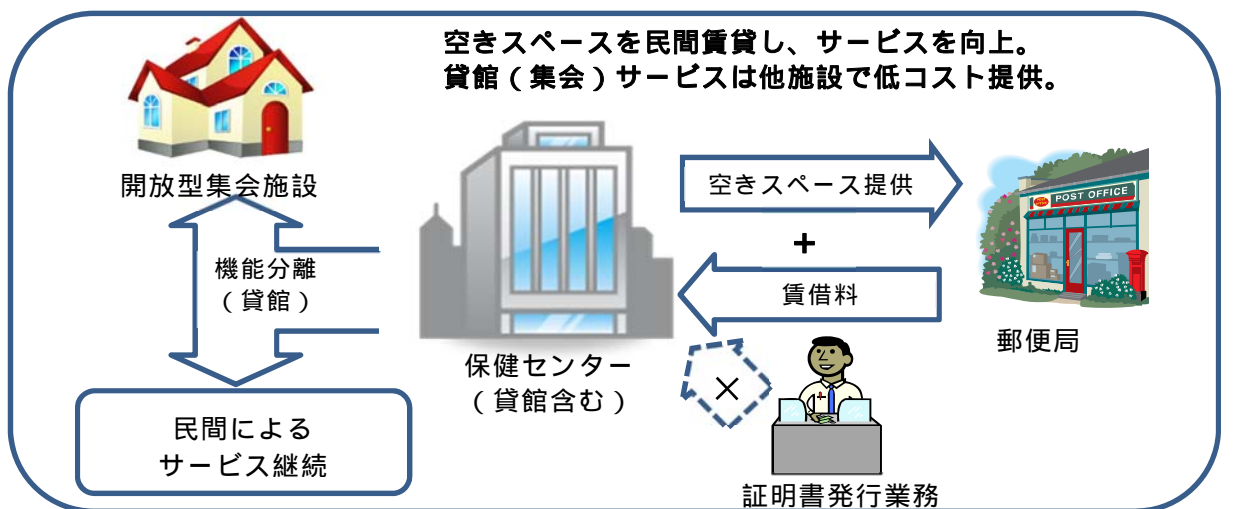 空きスペースを民間賃貸し、サービスを向上。
貸館（集会）サービスは他施設で低コスト提供。
開放型集会施設
機能分離
（貸館）
民間による
サービス継続
保健センター
（貸館含む）
空きスペース提供
+
賃借料
×
証明書発行業務
POST OFFICE
郵便局